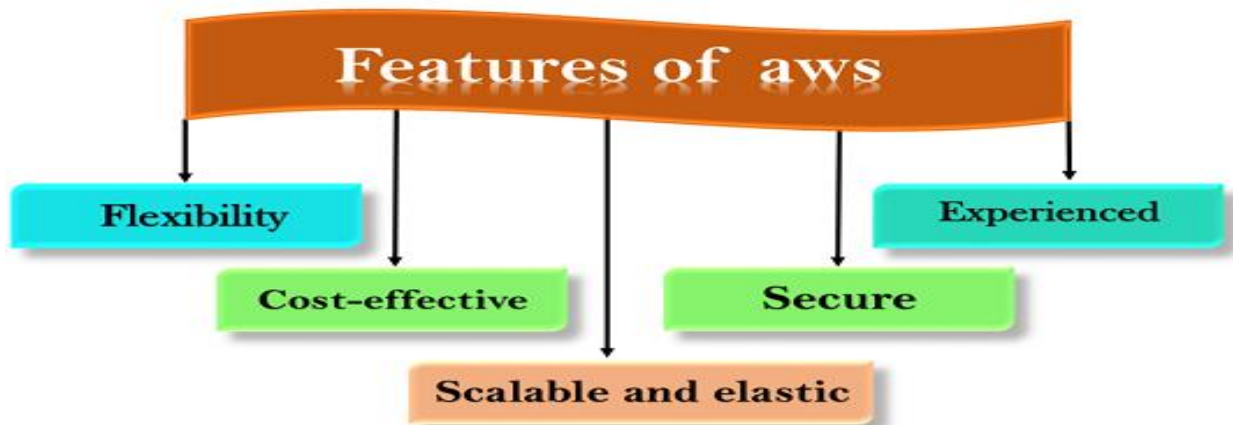 Features of aws
Flexibility
Experienced
Cost-effective
Secure
Scalable and elastic